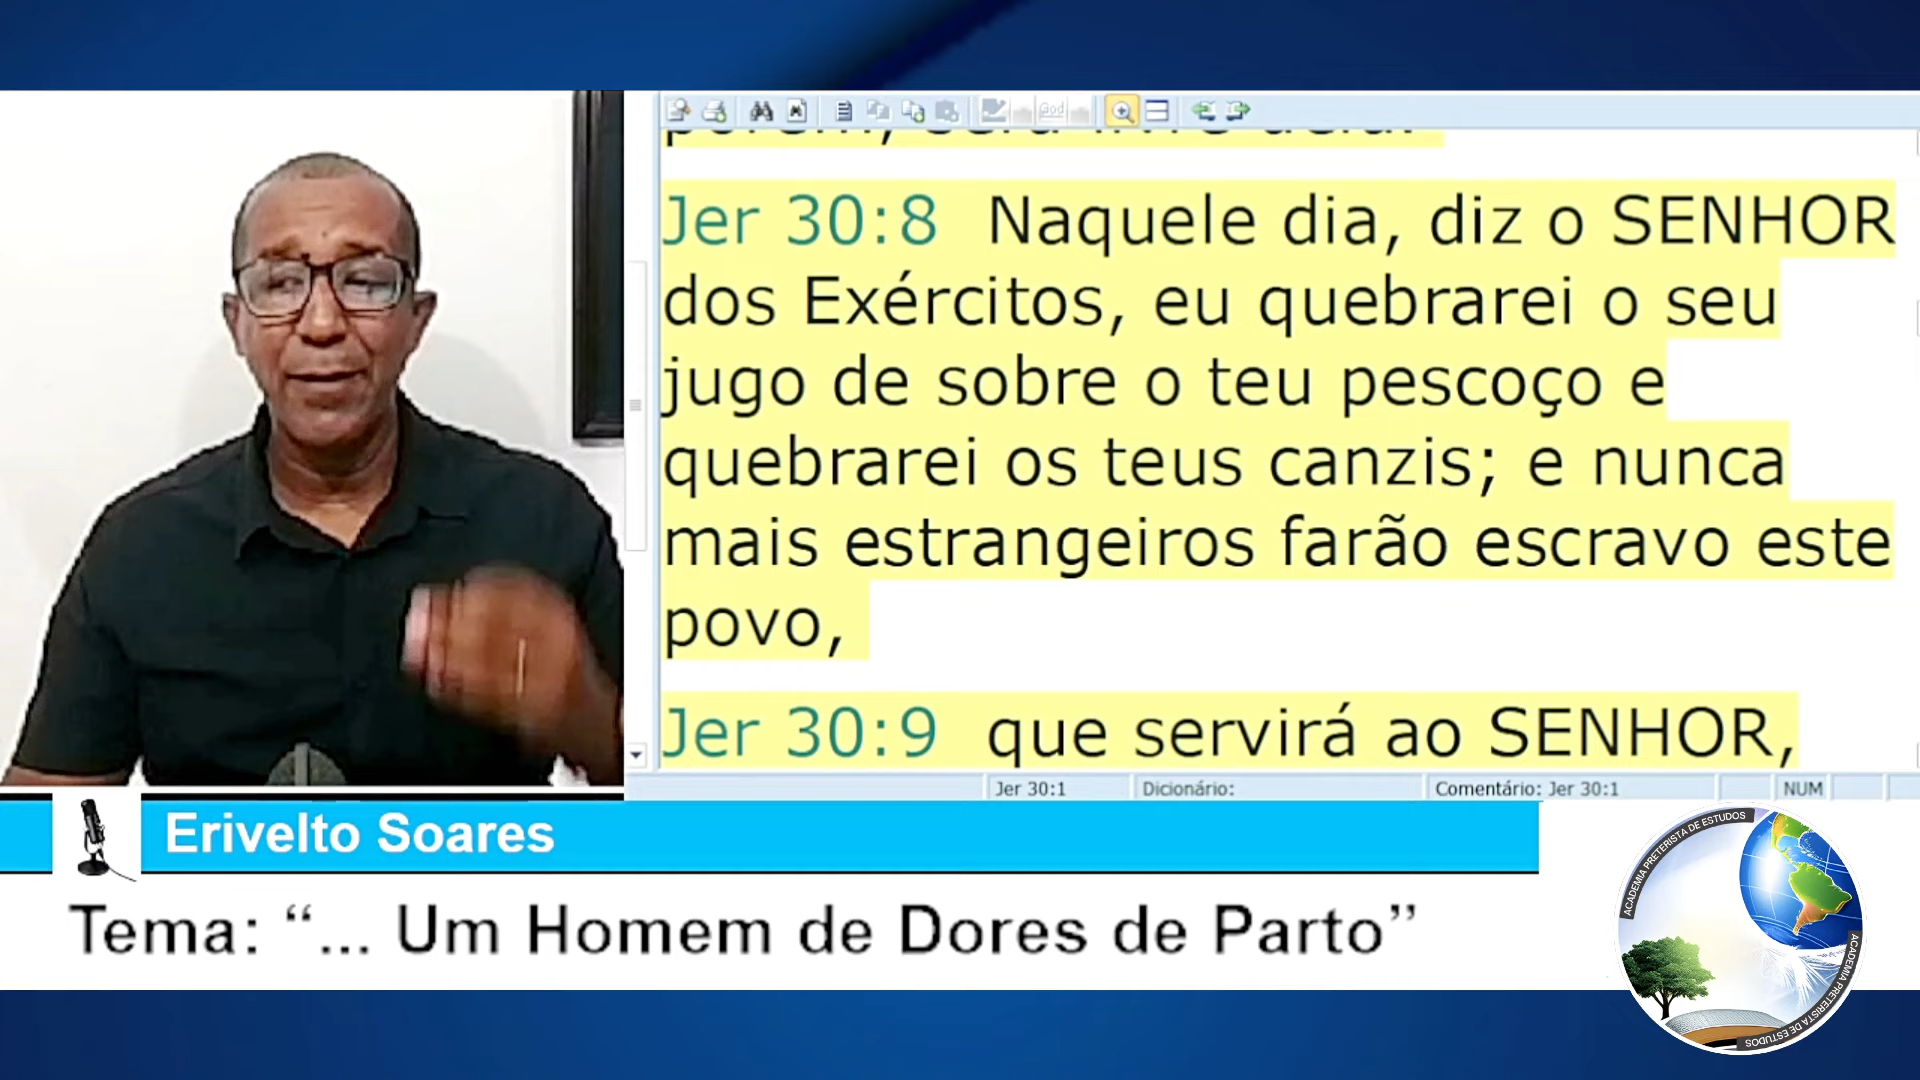 God
Jer 30:8 Naquele dia, diz o SENHOR
dos Exércitos, eu quebrarei o seu
jugo de sobre o teu pescoço e
quebrarei os teus canzis; e nunca
mais estrangeiros farão escravo este
povo,
Jer 30:9 que servirá ao SENHOR,
Jer 30:1 Dicionário: Comentário: Jer 30:1 NUM
Erivelto Soares
Tema: “... Um Homem de Dores de Parto”
ACADEMIA PRETERISTA DE ESTUDOS
ACADEMIA PRETERISTA DE ESTUDOS